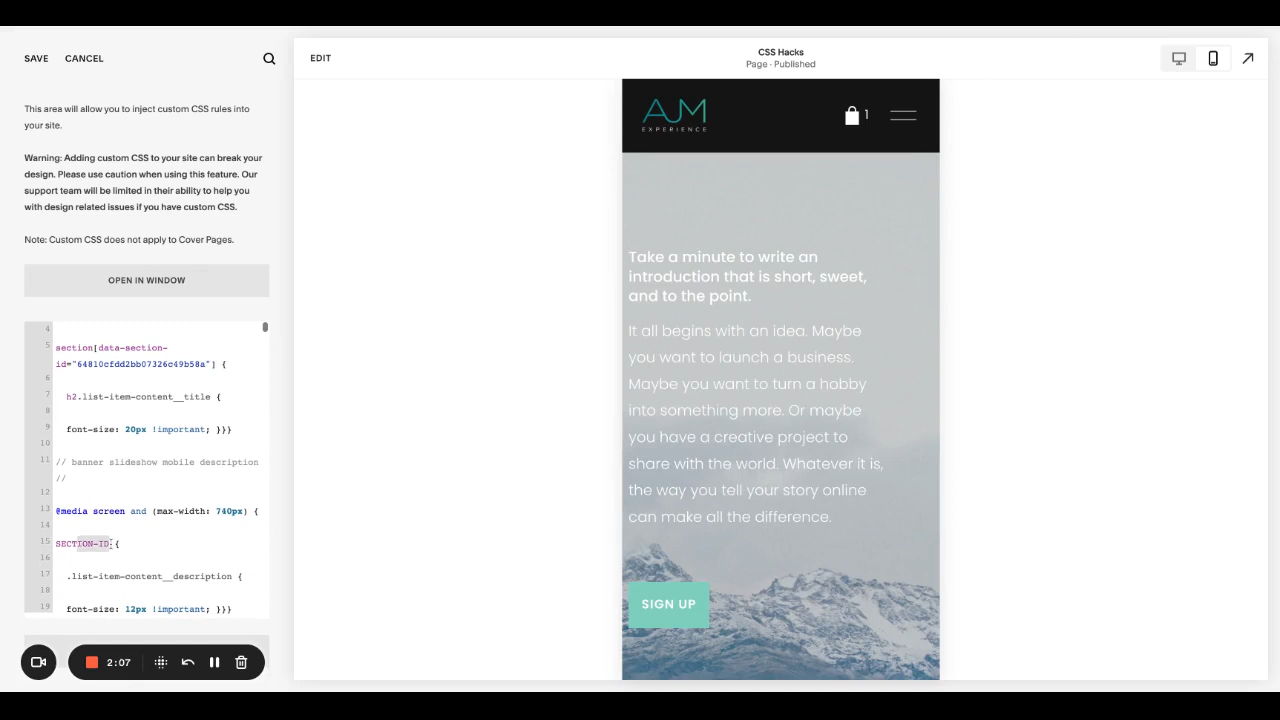 SAVE CANCEL
This area will allow you to inject custom CSS rules into
your site.
Warning: Adding custom CSS to your site can break your
design. Please use caution when using this feature. Our
support team will be limited in their ability to help you
with design related issues if you have custom CSS.
Note: Custom CSS does not apply to Cover Pages.
OPEN IN WINDOW
4
5 section[data-section-
id="64810cfdd2bb07326c49b58a"] {
6
7 h2.list-item-content__title {
8
9 font-size: 20px !important; }}}
10
11 // banner slideshow mobile description
//
12
13 @media screen and (max-width: 740px) {
14
15 SECTION-ID {
16
17 .list-item-content__description {
18
19 font-size: 12px !important; }}}
2:07
EDIT
CSS Hacks
Page · Published
AJM
EXPERIENCE
1
Take a minute to write an
introduction that is short, sweet,
and to the point.
It all begins with an idea. Maybe
you want to launch a business.
Maybe you want to turn a hobby
into something more. Or maybe
you have a creative project to
share with the world. Whatever it is,
the way you tell your story online
can make all the difference.
SIGN UP